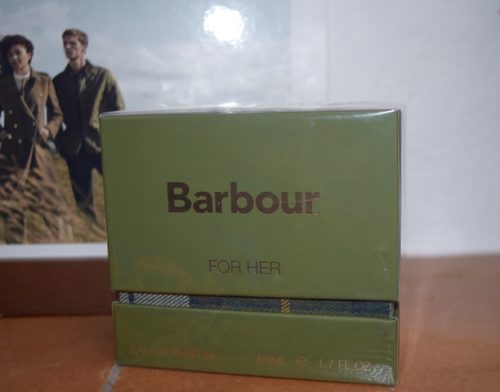 Barbour
FOR HER
EAU DE PARFUM 50ML ℮ 1.7 FL.OZ.